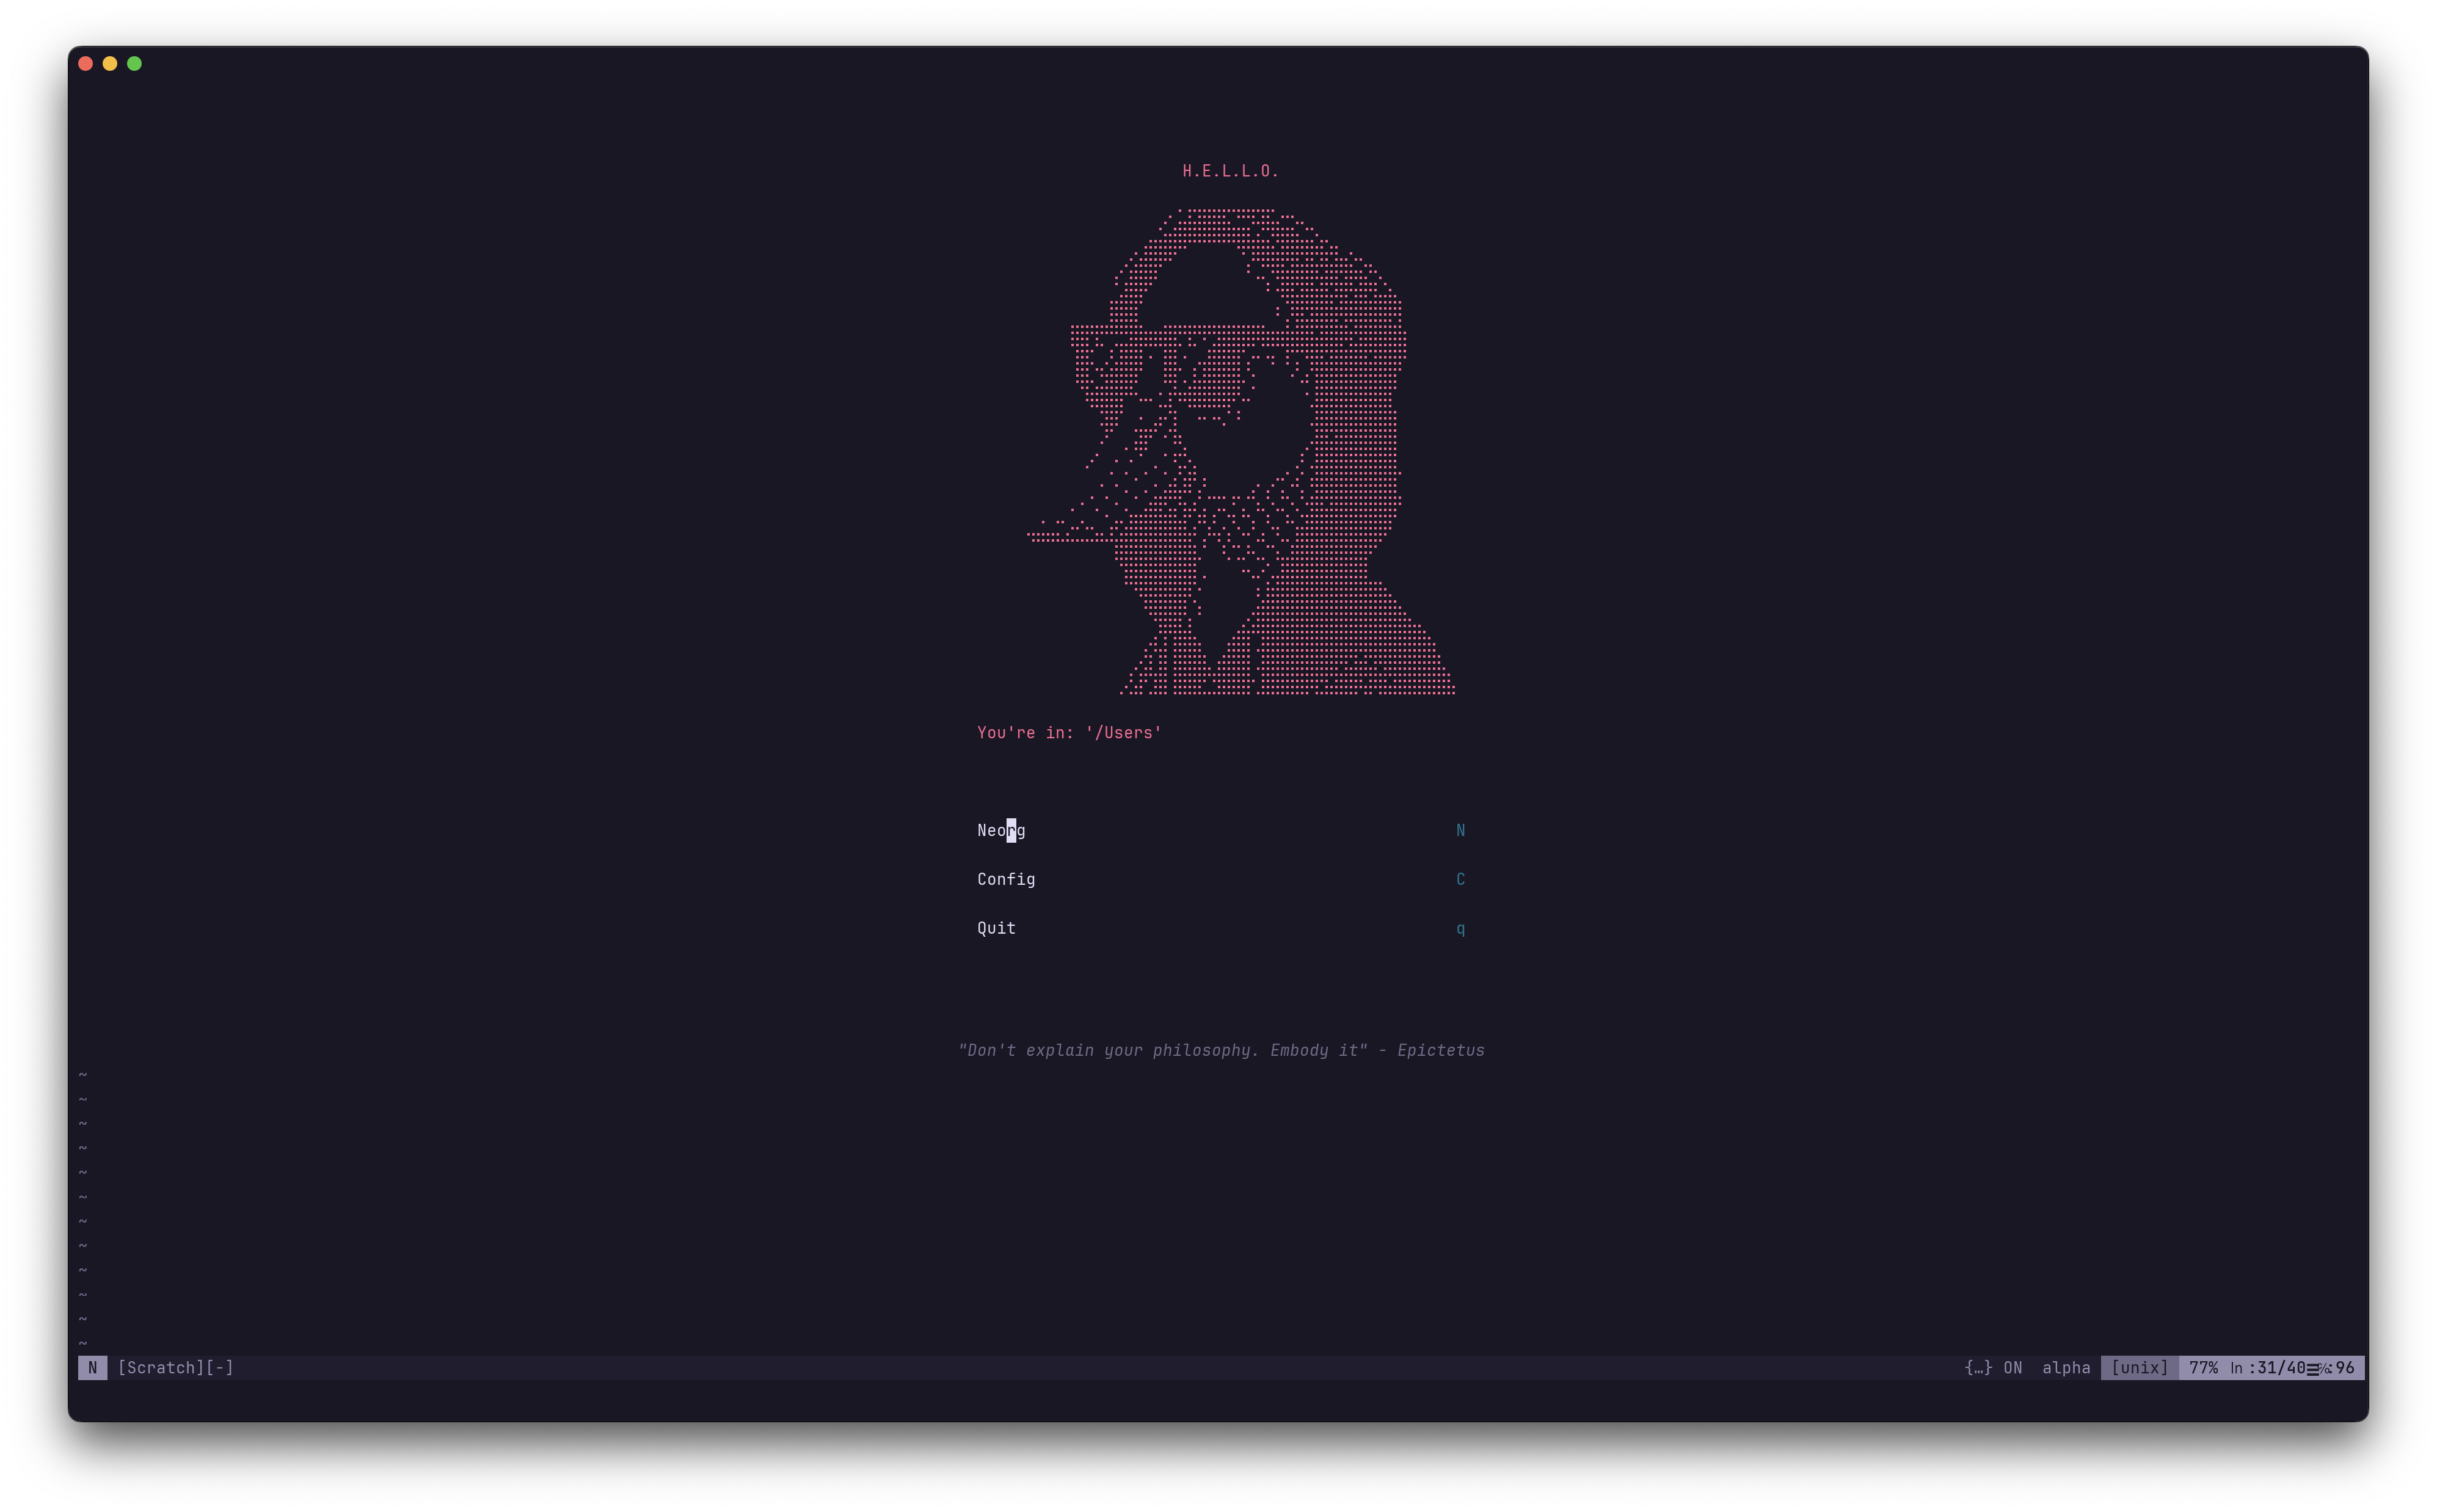 H.E.L.L.O.
You're in: '/Users'
Neorg N
Config C
Quit q
"Don't explain your philosophy. Embody it" - Epictetus
~
~
~
~
~
~
~
~
~
~
~
~
N [Scratch][-] {…} ON alpha [unix] 77% ln :31/40☰℅:96